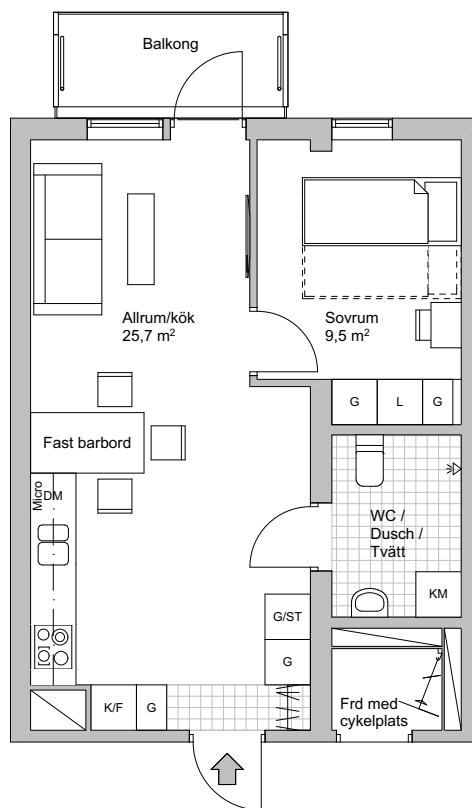 Balkong
Allrum/kök
25,7 m²
Sovrum
9,5 m²
G
L
G
Fast barbord
Micro
DM
WC /
Dusch /
Tvätt
KM
G/ST
G
K/F
G
Frd med
cykelplats